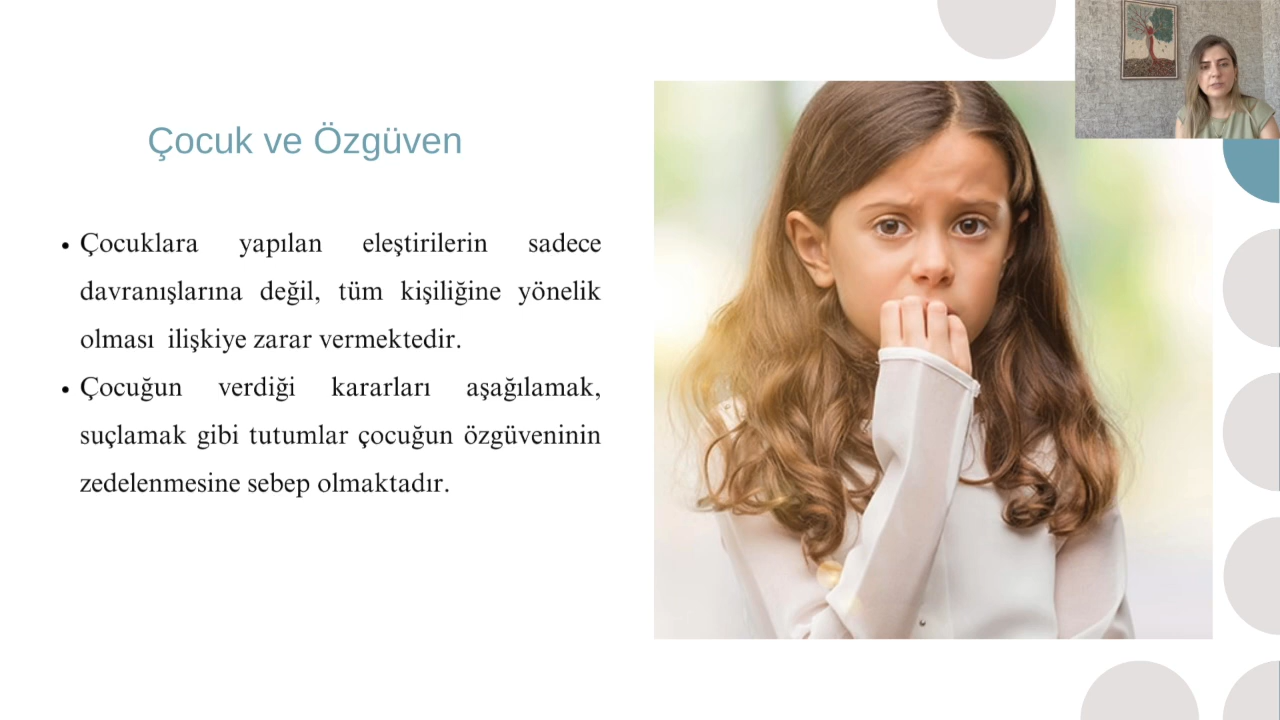 Çocuk ve Özgüven
• Çocuklara yapılan eleştirilerin sadece
davranışlarına değil, tüm kişiliğine yönelik
olması ilişkiye zarar vermektedir.
• Çocuğun verdiği kararları aşağılamak,
suçlamak gibi tutumlar çocuğun özgüveninin
zedelenmesine sebep olmaktadır.